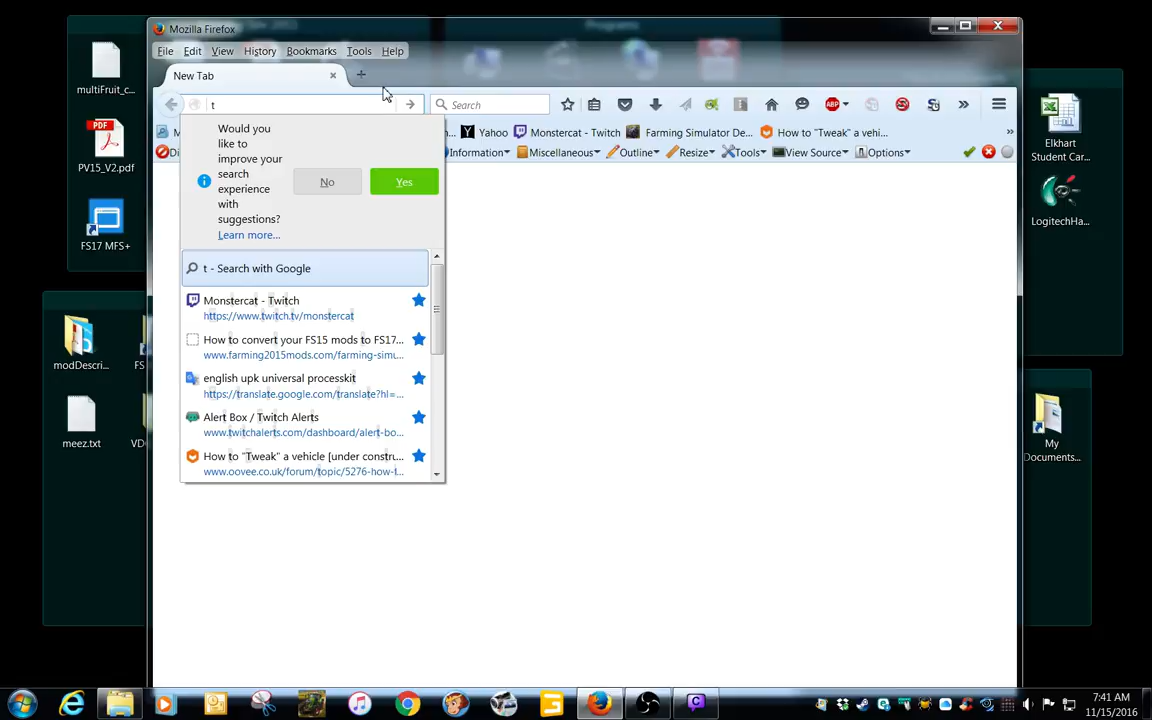 Programs
Mozilla Firefox
File Edit View History Bookmarks Tools Help
New Tab
t
Search
ABP
Yahoo Monstercat - Twitch Farming Simulator De... How to "Tweak" a vehi...
Information Miscellaneous Outline Resize Tools View Source Options
Would you
like to
improve your
search
experience
with
suggestions?
Learn more...
No
Yes
t - Search with Google
Monstercat - Twitch
https://www.twitch.tv/monstercat
How to convert your FS15 mods to FS17...
www.farming2015mods.com/farming-simu...
english upk universal processkit
https://translate.google.com/translate?hl=...
Alert Box / Twitch Alerts
www.twitchalerts.com/dashboard/alert-bo...
How to "Tweak" a vehicle [under constru...
www.oovee.co.uk/forum/topic/5276-how-t...
multiFruit_c...
PDF
PV15_V2.pdf
FS17 MFS+
modDescri...
meez.txt
Elkhart
Student Car...
LogitechHa...
My
Documents...
7:41 AM
11/15/2016